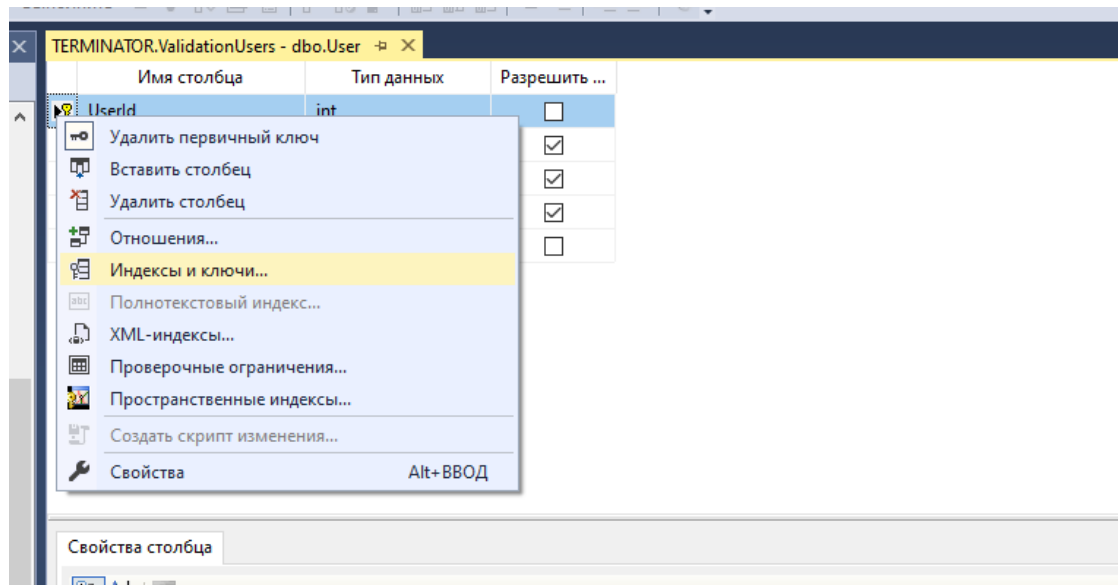 TERMINATOR.ValidationUsers - dbo.User
Имя столбца Тип данных Разрешить ...
UserId int
Удалить первичный ключ
Вставить столбец
Удалить столбец
Отношения...
Индексы и ключи...
abc Полнотекстовый индекс...
XML-индексы...
Проверочные ограничения...
Пространственные индексы...
Создать скрипт изменения...
Свойства Alt+ВВОД
Свойства столбца